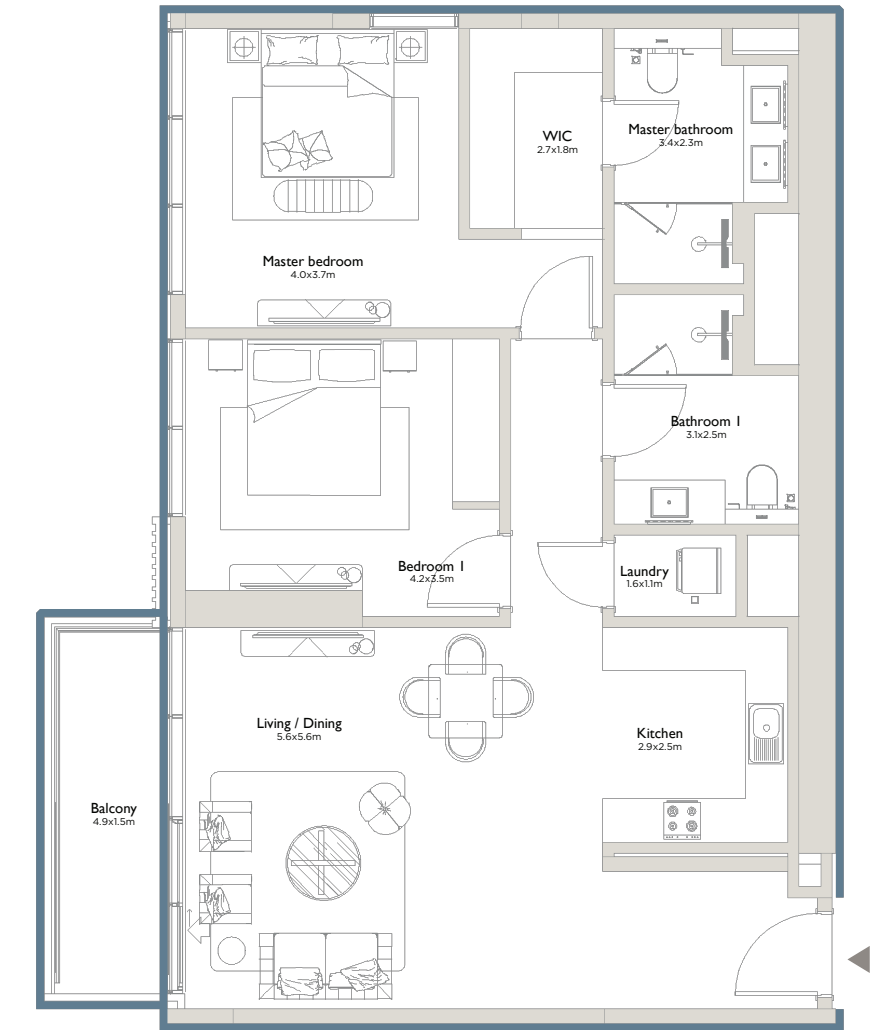 WIC
2.7x1.8m
Master bathroom
3.4x2.3m
Master bedroom
4.0x3.7m
Bathroom 1
3.1x2.5m
Bedroom 1
4.2x3.5m
Laundry
1.6x1.1m
Living / Dining
5.6x5.6m
Kitchen
2.9x2.5m
Balcony
4.9x1.5m